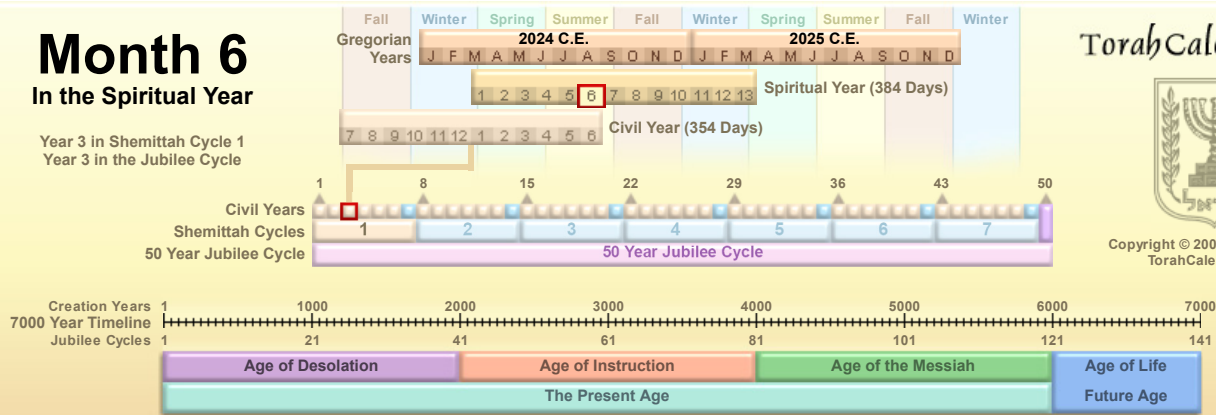 Month 6
In the Spiritual Year
Year 3 in Shemittah Cycle 1
Year 3 in the Jubilee Cycle
Fall Winter Spring Summer Fall Winter Spring Summer Fall Winter
Gregorian Years
2024 C.E. 2025 C.E.
J F M A M J J A S O N D J F M A M J J A S O N D
1 2 3 4 5 6 7 8 9 10 11 12 13 Spiritual Year (384 Days)
7 8 9 10 11 12 1 2 3 4 5 6 Civil Year (354 Days)
1 8 15 22 29 36 43 50
Civil Years
Shemittah Cycles 1 2 3 4 5 6 7
50 Year Jubilee Cycle 50 Year Jubilee Cycle
TorahCale
Copyright © 200
TorahCale
Creation Years 1 1000 2000 3000 4000 5000 6000 7000
7000 Year Timeline
Jubilee Cycles 1 21 41 61 81 101 121 141
Age of Desolation Age of Instruction Age of the Messiah Age of Life
The Present Age Future Age